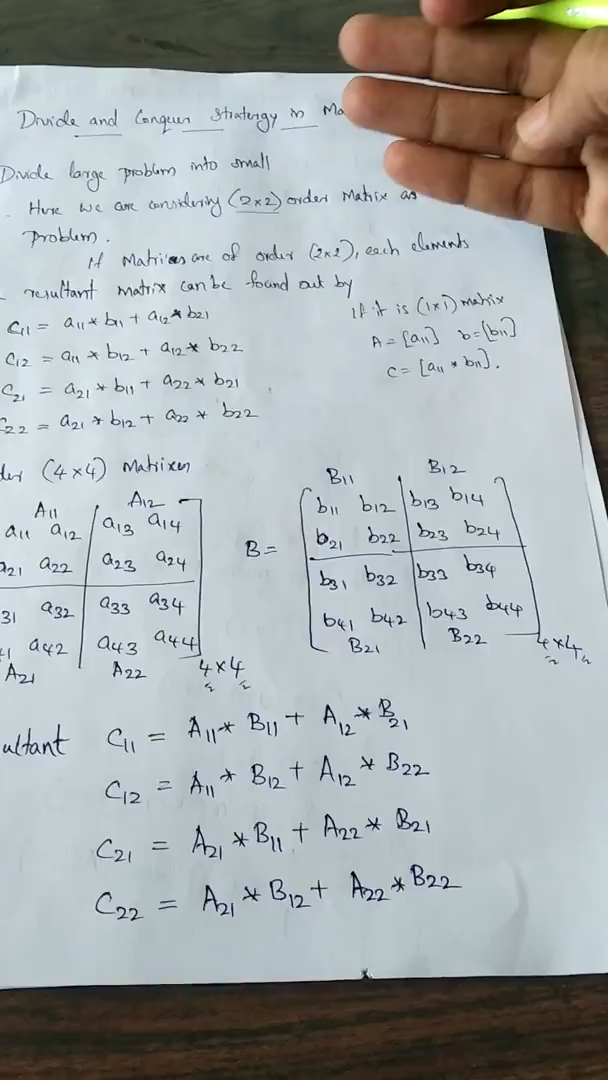 Divide and Conquer Stratergy in Ma
Divide large problem into small
Here we are considering (2×2) order Matrix as
problem.
If Matrices are of order (2×2), each elements
resultant matrix can be found out by
C11 = a11 * b11 + a12 * b21
C12 = a11 * b12 + a12 * b22
C21 = a21 * b11 + a22 * b21
C22 = a21 * b12 + a22 * b22
If it is (1×1) matrix
A = [a11] b = [b11]
C = [a11 * b11].
der (4×4) Matrixes
A11 A12
a11 a12 a13 a14
a21 a22 a23 a24
31 a32 a33 a34
41 a42 a43 a44
A21 A22 4×4
B11 B12
B =
b11 b12 b13 b14
b21 b22 b23 b24
b31 b32 b33 b34
b41 b42 b43 b44
B21 B22 4×4
ultant C11 = A11 * B11 + A12 * B21
C12 = A11 * B12 + A12 * B22
C21 = A21 * B11 + A22 * B21
C22 = A21 * B12 + A22 * B22